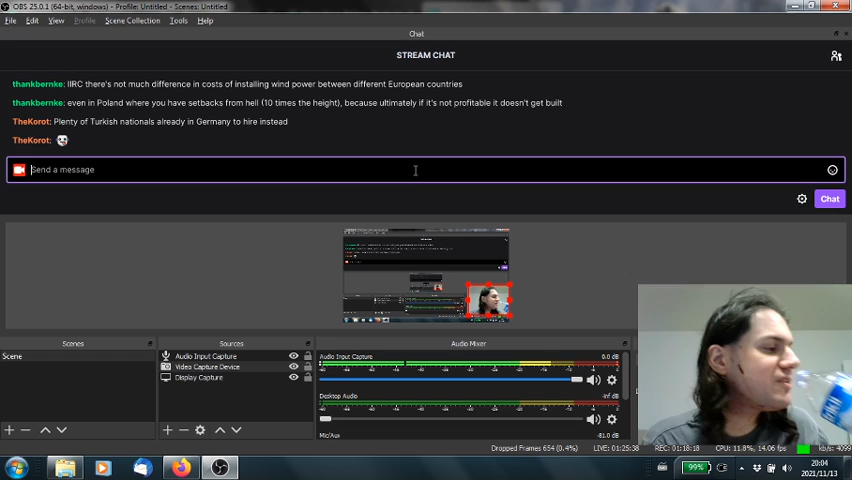 OBS 25.0.1 (64-bit, windows) - Profile: Untitled - Scenes: Untitled
File Edit View Profile Scene Collection Tools Help
Chat
STREAM CHAT
thankbernke: IIRC there's not much difference in costs of installing wind power between different European countries
thankbernke: even in Poland where you have setbacks from hell (10 times the height), because ultimately if it's not profitable it doesn't get built
TheKorot: Plenty of Turkish nationals already in Germany to hire instead
TheKorot:
Send a message
Chat
Scenes
Sources
Audio Mixer
Scene
Audio Input Capture
Video Capture Device
Display Capture
Audio Input Capture 0.0 dB
Desktop Audio -inf dB
Mic/Aux -81.0 dB
Dropped Frames 654 (0.4%) LIVE: 01:25:38 REC: 01:18:18 CPU: 11.8%, 14.06 fps kb/s: 4099
99%
20:04
2021/11/13